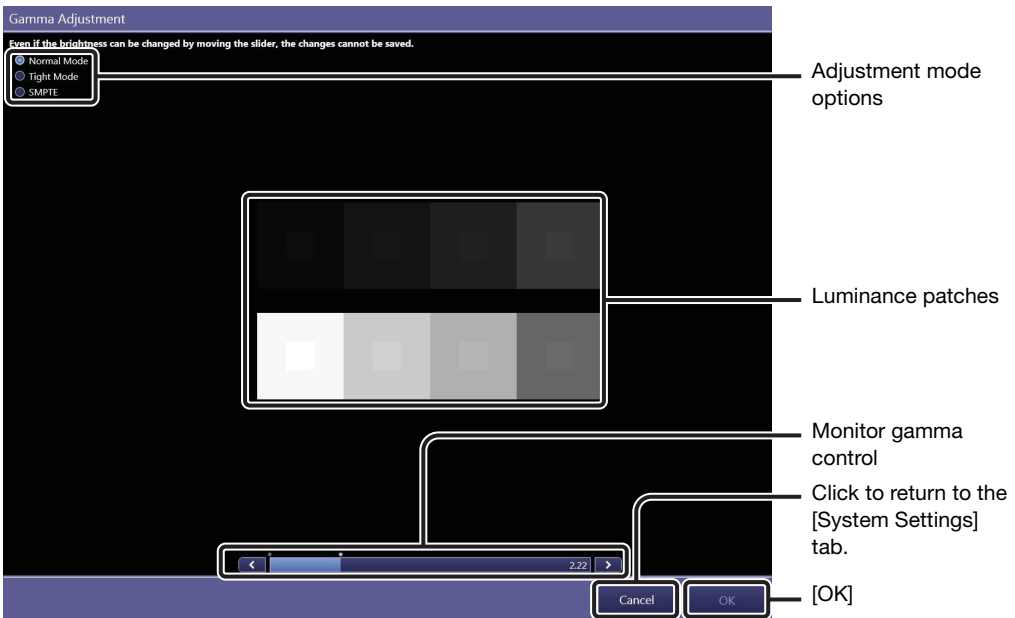 Gamma Adjustment
Even if the brightness can be changed by moving the slider, the changes cannot be saved.
Normal Mode
Tight Mode
SMPTE
Adjustment mode
options
Luminance patches
Monitor gamma
control
Click to return to the
[System Settings]
tab.
2.22
Cancel
OK
[OK]